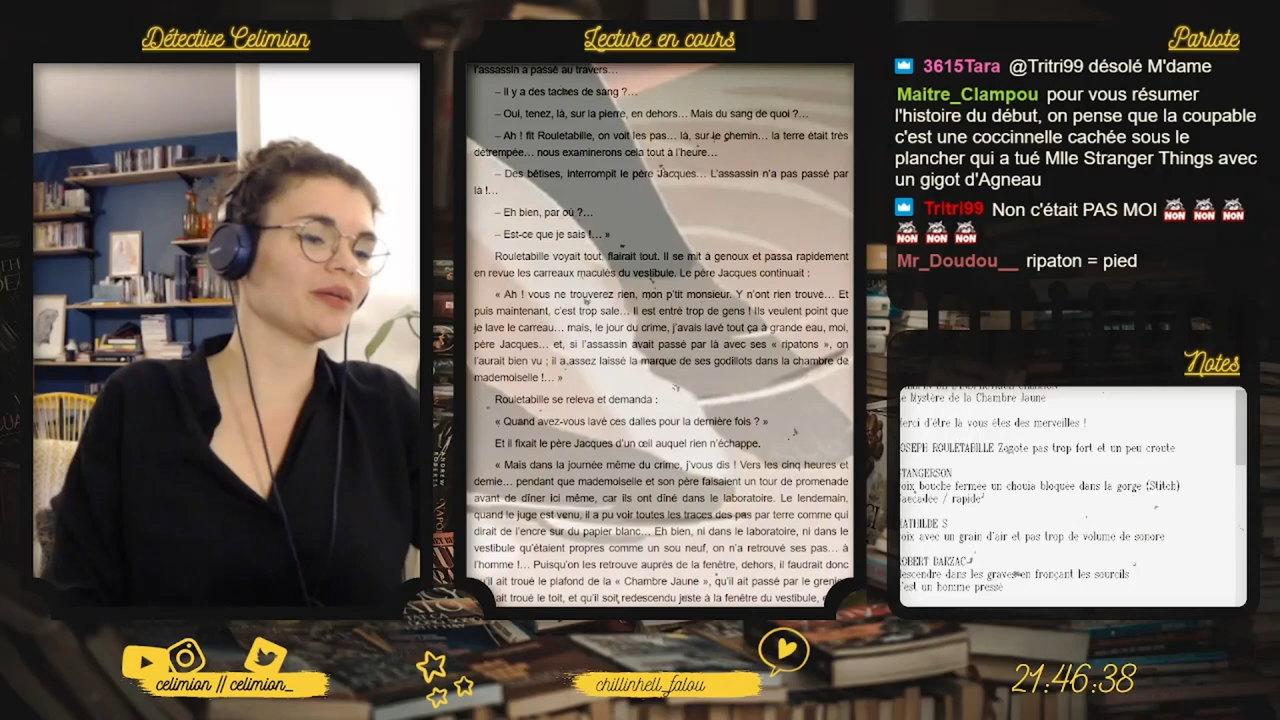 Détective Celimion
Lecture en cours
l'assassin a passé au travers…
– Il y a des taches de sang ?…
– Oui, tenez, là, sur la pierre, en dehors… Mais du sang de quoi ?…
– Ah ! fit Rouletabille, on voit les pas… là, sur le chemin… la terre était très
détrempée… nous examinerons cela tout à l'heure…
– Des bêtises, interrompit le père Jacques… L'assassin n'a pas passé par
là !…
– Eh bien, par où ?…
– Est-ce que je sais !… »
Rouletabille voyait tout, flairait tout. Il se mit à genoux et passa rapidement
en revue les carreaux maculés du vestibule. Le père Jacques continuait :
« Ah ! vous ne trouverez rien, mon p'tit monsieur. Y n'ont rien trouvé… Et
puis maintenant, c'est trop sale… Il est entré trop de gens ! Ils veulent point que
je lave le carreau… mais, le jour du crime, j'avais lavé tout ça à grande eau, moi,
père Jacques… et, si l'assassin avait passé par là avec ses « ripatons », on
l'aurait bien vu ; il a assez laissé la marque de ses godillots dans la chambre de
mademoiselle !… »
Rouletabille se releva et demanda :
« Quand avez-vous lavé ces dalles pour la dernière fois ? »
Et il fixait le père Jacques d'un œil auquel rien n'échappe.
« Mais dans la journée même du crime, j'vous dis ! Vers les cinq heures et
demie… pendant que mademoiselle et son père faisaient un tour de promenade
avant de dîner ici même, car ils ont dîné dans le laboratoire. Le lendemain,
quand le juge est venu, il a pu voir toutes les traces des pas par terre comme qui
dirait de l'encre sur du papier blanc… Eh bien, ni dans le laboratoire, ni dans le
vestibule qu'étaient propres comme un sou neuf, on n'a retrouvé ses pas… à
l'homme !… Puisqu'on les retrouve auprès de la fenêtre, dehors, il faudrait donc
qu'il ait troué le plafond de la « Chambre Jaune », qu'il ait passé par le grenie
ait troué le toit, et qu'il soit redescendu juste à la fenêtre du vestibule, e
Parlote
3615Tara @Tritri99 désolé M'dame
Maitre_Clampou pour vous résumer
l'histoire du début, on pense que la coupable
c'est une coccinnelle cachée sous le
plancher qui a tué Mlle Stranger Things avec
un gigot d'Agneau
Tritri99 Non c'était PAS MOI NON NON NON
NON NON NON
Mr_Doudou__ ripaton = pied
Notes
e Mystère de la Chambre Jaune
erci d'être là vous êtes des merveilles !
OSEPH ROULETABILLE Zozote pas trop fort et un peu croute
TANGERSON
oix bouche fermée un chouia bloquée dans la gorge (Stitch)
accadée / rapide
ATHILDE S
oix avec un grain d'air et pas trop de volume de sonore
OBERT DARZAC
escendre dans les graves en fronçant les sourcils
'est un homme pressé
celimion // celimion_
chillinhell_falou
21:46:38